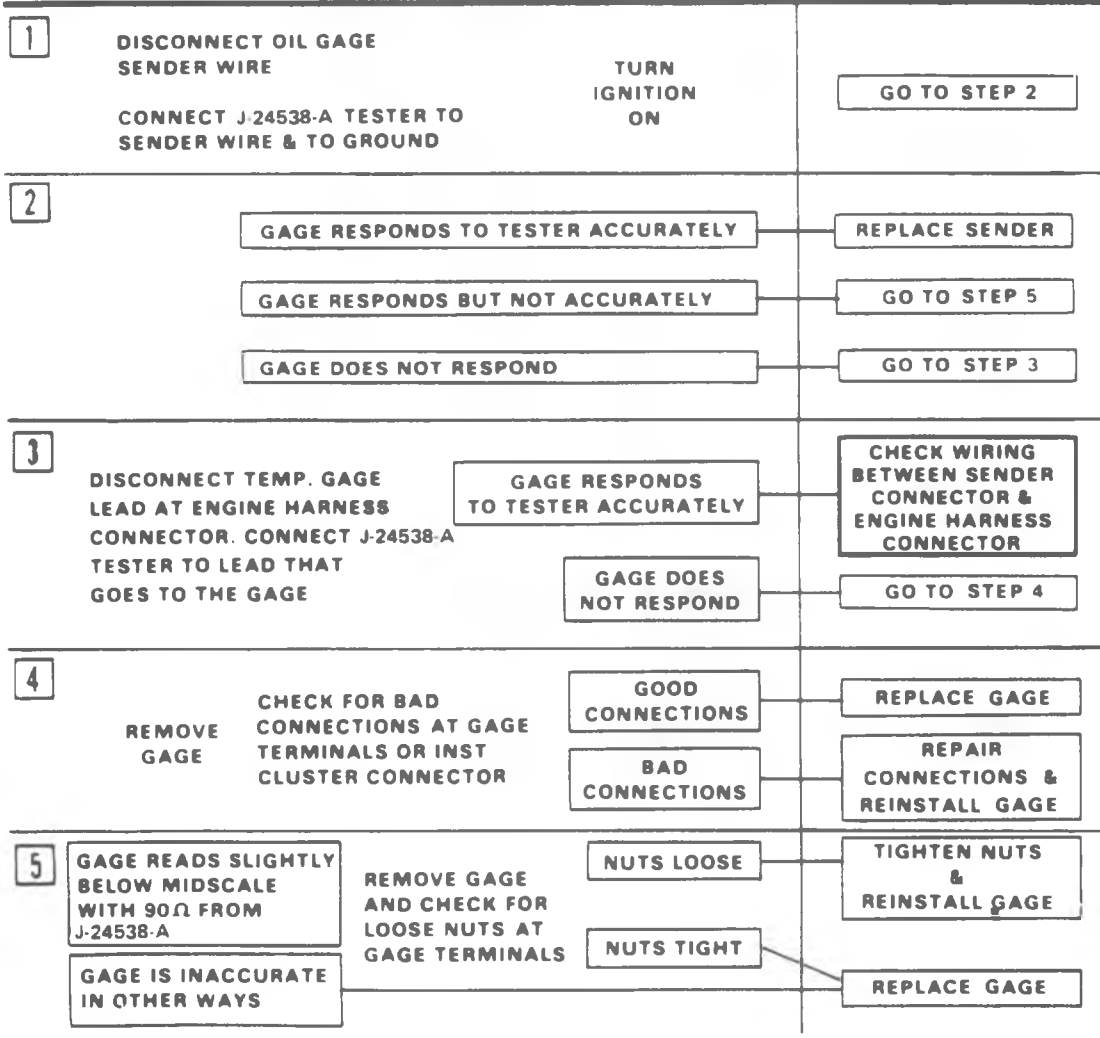 1
DISCONNECT OIL GAGE
SENDER WIRE
CONNECT J-24538-A TESTER TO
SENDER WIRE & TO GROUND
TURN
IGNITION
ON
GO TO STEP 2
2
GAGE RESPONDS TO TESTER ACCURATELY
REPLACE SENDER
GAGE RESPONDS BUT NOT ACCURATELY
GO TO STEP 5
GAGE DOES NOT RESPOND
GO TO STEP 3
3
DISCONNECT TEMP. GAGE
LEAD AT ENGINE HARNESS
CONNECTOR. CONNECT J-24538-A
TESTER TO LEAD THAT
GOES TO THE GAGE
GAGE RESPONDS
TO TESTER ACCURATELY
CHECK WIRING
BETWEEN SENDER
CONNECTOR &
ENGINE HARNESS
CONNECTOR
GAGE DOES
NOT RESPOND
GO TO STEP 4
4
REMOVE
GAGE
CHECK FOR BAD
CONNECTIONS AT GAGE
TERMINALS OR INST
CLUSTER CONNECTOR
GOOD
CONNECTIONS
REPLACE GAGE
BAD
CONNECTIONS
REPAIR
CONNECTIONS &
REINSTALL GAGE
5
GAGE READS SLIGHTLY
BELOW MIDSCALE
WITH 90Ω FROM
J-24538-A
REMOVE GAGE
AND CHECK FOR
LOOSE NUTS AT
GAGE TERMINALS
NUTS LOOSE
TIGHTEN NUTS
&
REINSTALL GAGE
NUTS TIGHT
GAGE IS INACCURATE
IN OTHER WAYS
REPLACE GAGE